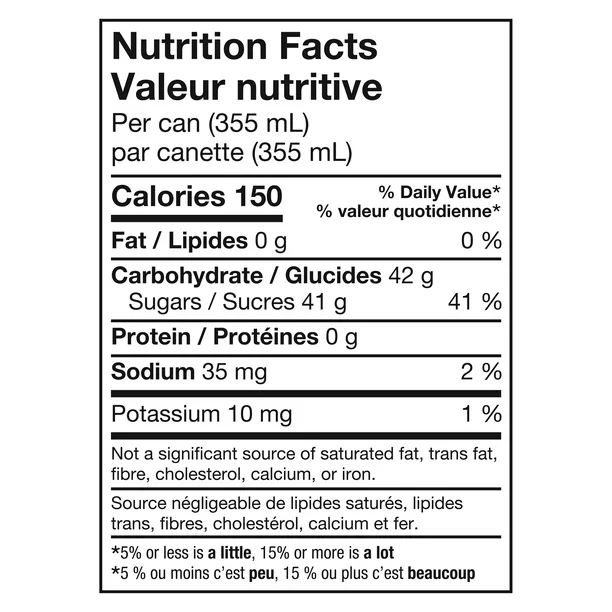 Nutrition Facts
Valeur nutritive
Per can (355 mL)
par canette (355 mL)
Calories 150
% Daily Value*
% valeur quotidienne*
Fat / Lipides 0 g 0 %
Carbohydrate / Glucides 42 g
Sugars / Sucres 41 g 41 %
Protein / Protéines 0 g
Sodium 35 mg 2 %
Potassium 10 mg 1 %
Not a significant source of saturated fat, trans fat,
fibre, cholesterol, calcium, or iron.
Source négligeable de lipides saturés, lipides
trans, fibres, cholestérol, calcium et fer.
*5% or less is a little, 15% or more is a lot
*5 % ou moins c'est peu, 15 % ou plus c'est beaucoup